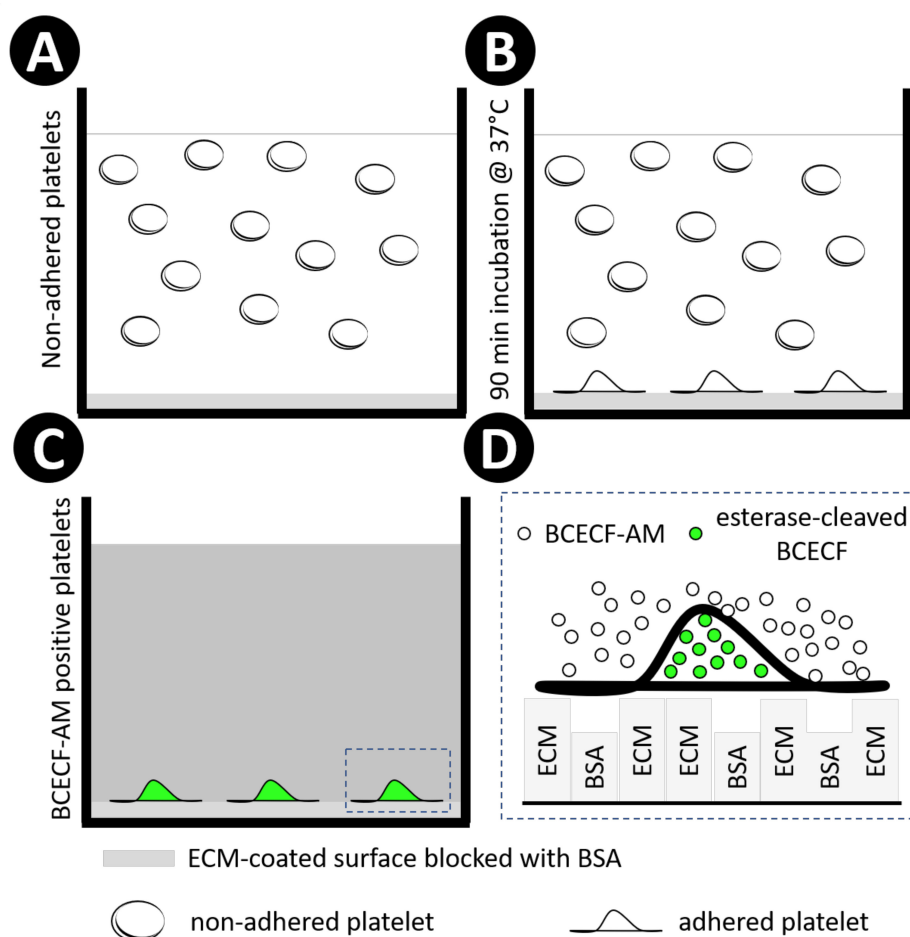 A
Non-adhered platelets
B
90 min incubation @ 37°C
C
BCECF-AM positive platelets
D
BCECF-AM
esterase-cleaved
BCECF
ECM
BSA
ECM
ECM
BSA
ECM
BSA
ECM
ECM-coated surface blocked with BSA
non-adhered platelet
adhered platelet